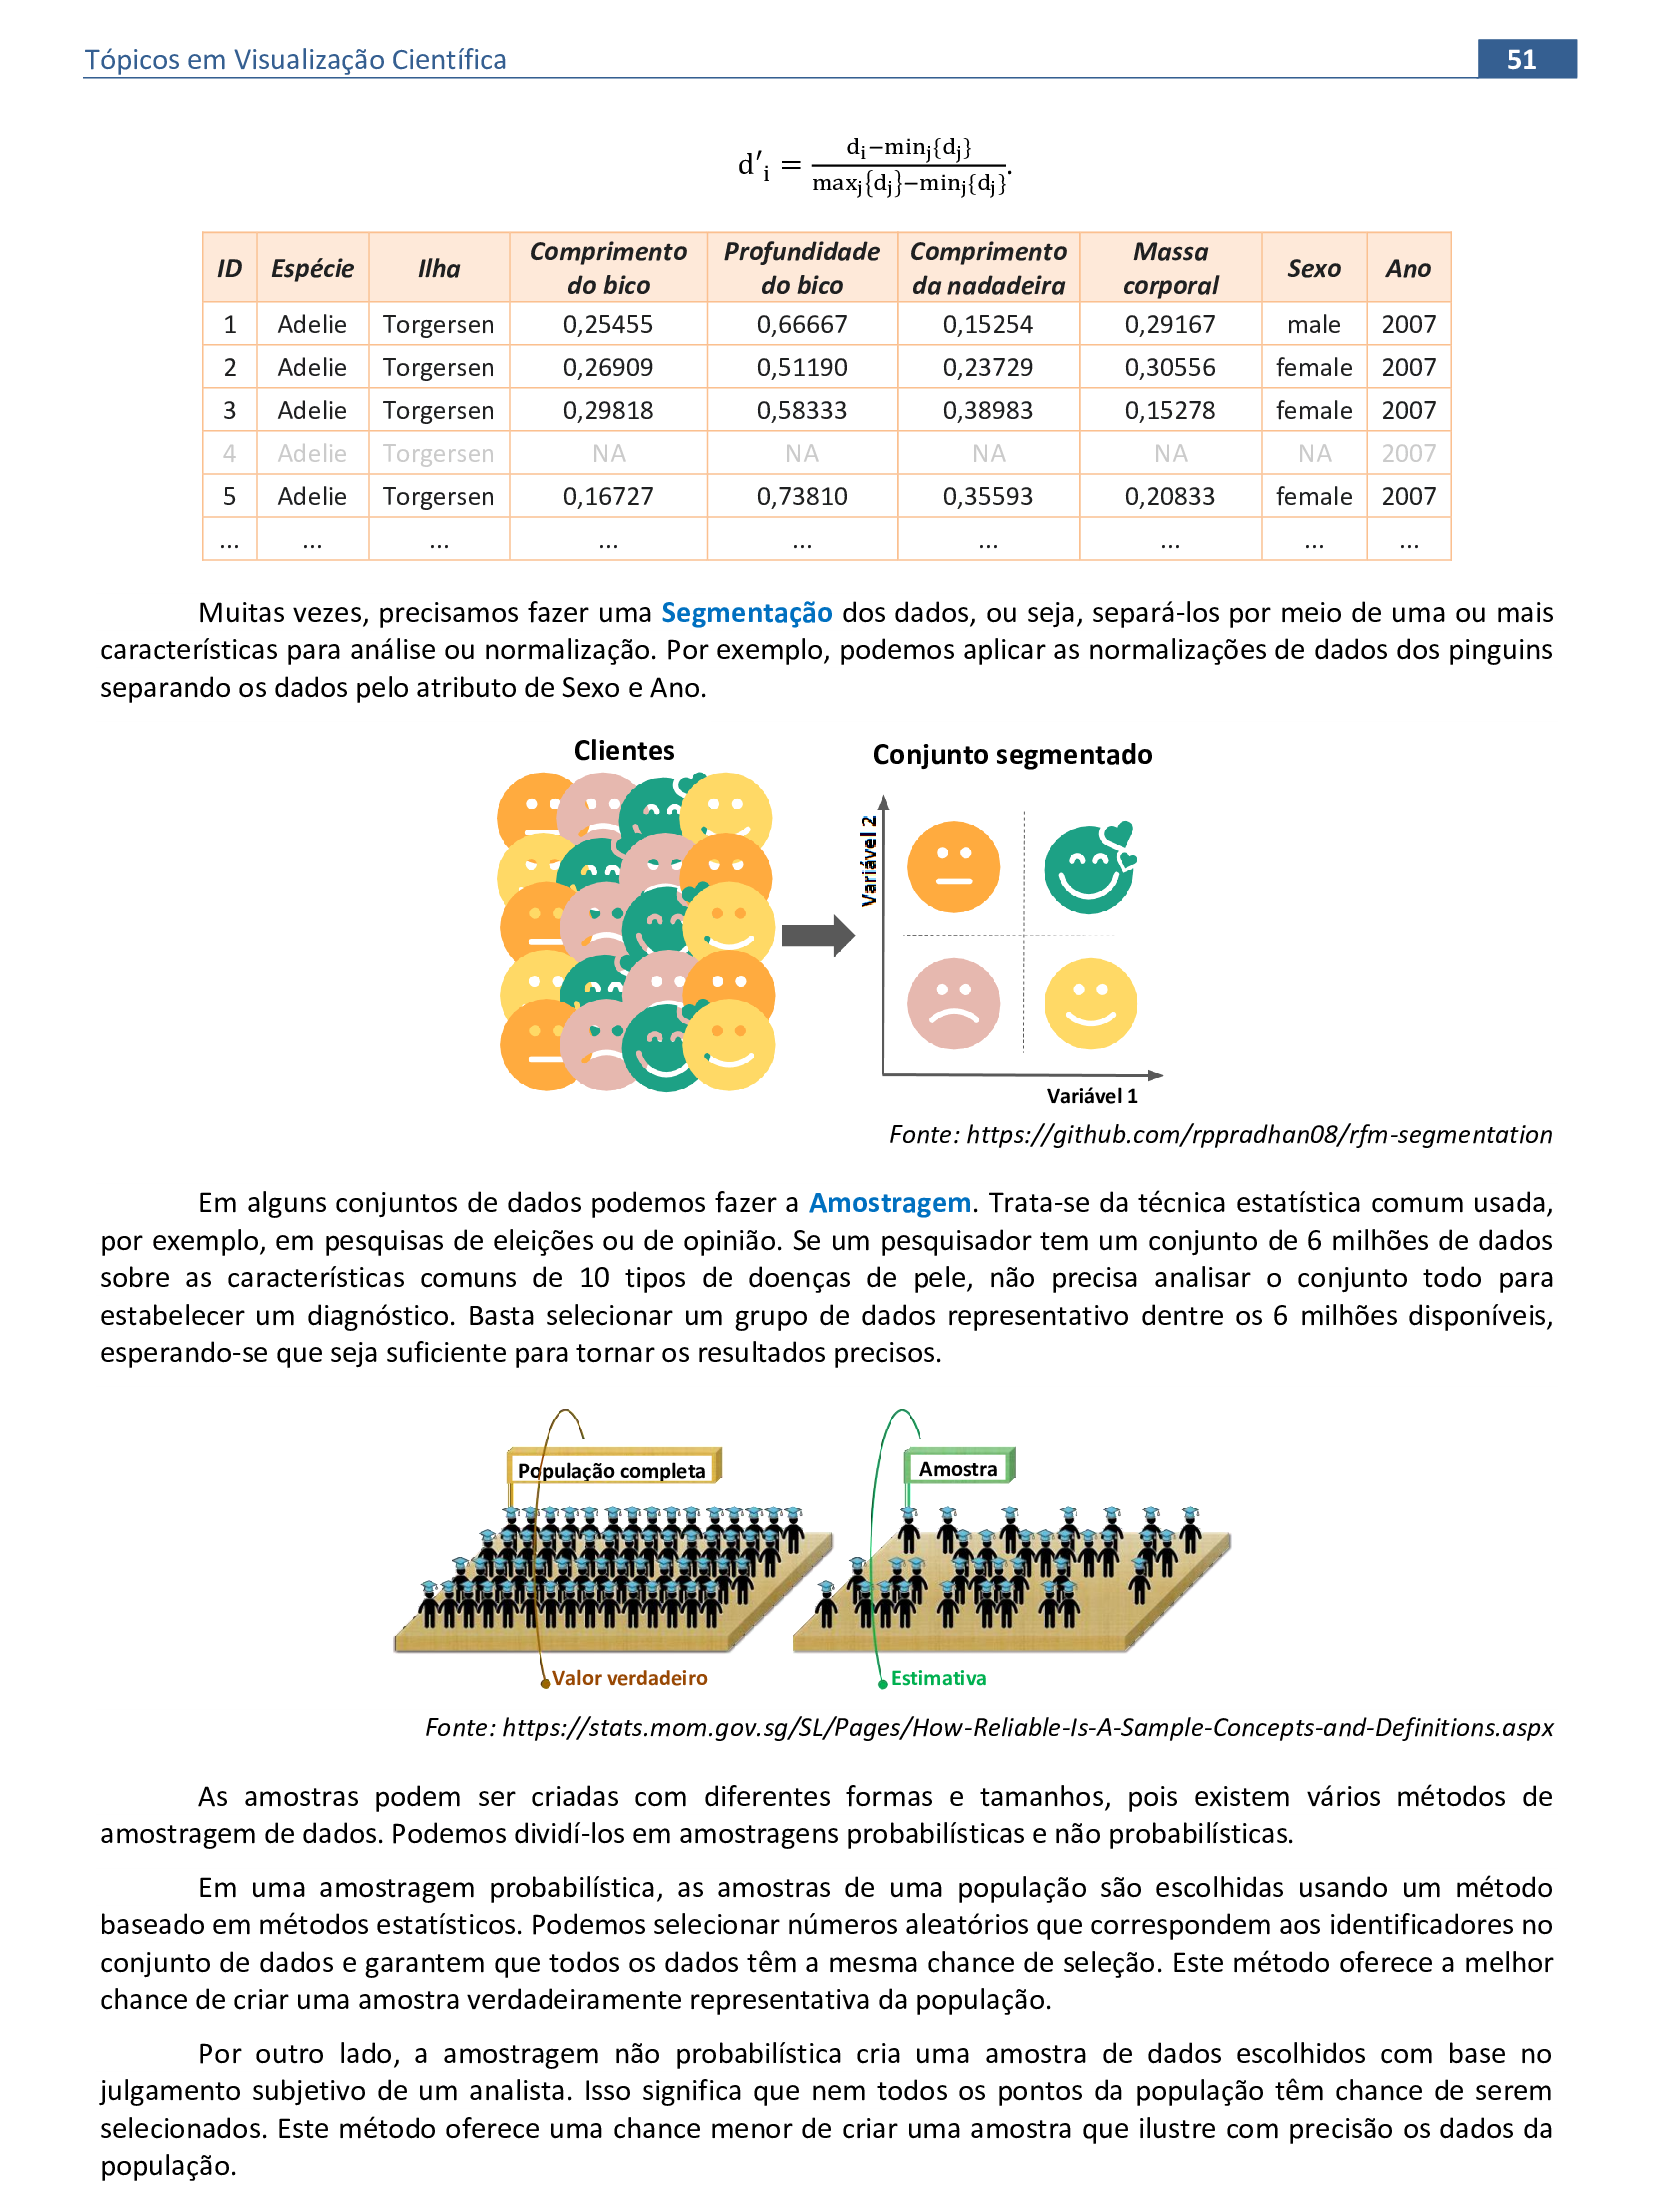 Tópicos em Visualização Científica 51
d′i = di−minj{dj} / maxj{dj}−minj{dj}.
ID Espécie Ilha Comprimento do bico Profundidade do bico Comprimento da nadadeira Massa corporal Sexo Ano
1 Adelie Torgersen 0,25455 0,66667 0,15254 0,29167 male 2007
2 Adelie Torgersen 0,26909 0,51190 0,23729 0,30556 female 2007
3 Adelie Torgersen 0,29818 0,58333 0,38983 0,15278 female 2007
4 Adelie Torgersen NA NA NA NA NA 2007
5 Adelie Torgersen 0,16727 0,73810 0,35593 0,20833 female 2007
... ... ... ... ... ... ... ... ...
Muitas vezes, precisamos fazer uma Segmentação dos dados, ou seja, separá-los por meio de uma ou mais
características para análise ou normalização. Por exemplo, podemos aplicar as normalizações de dados dos pinguins
separando os dados pelo atributo de Sexo e Ano.
Clientes
Conjunto segmentado
Variável 2
Variável 1
Fonte: https://github.com/rppradhan08/rfm-segmentation
Em alguns conjuntos de dados podemos fazer a Amostragem. Trata-se da técnica estatística comum usada,
por exemplo, em pesquisas de eleições ou de opinião. Se um pesquisador tem um conjunto de 6 milhões de dados
sobre as características comuns de 10 tipos de doenças de pele, não precisa analisar o conjunto todo para
estabelecer um diagnóstico. Basta selecionar um grupo de dados representativo dentre os 6 milhões disponíveis,
esperando-se que seja suficiente para tornar os resultados precisos.
População completa
Amostra
Valor verdadeiro
Estimativa
Fonte: https://stats.mom.gov.sg/SL/Pages/How-Reliable-Is-A-Sample-Concepts-and-Definitions.aspx
As amostras podem ser criadas com diferentes formas e tamanhos, pois existem vários métodos de
amostragem de dados. Podemos dividí-los em amostragens probabilísticas e não probabilísticas.
Em uma amostragem probabilística, as amostras de uma população são escolhidas usando um método
baseado em métodos estatísticos. Podemos selecionar números aleatórios que correspondem aos identificadores no
conjunto de dados e garantem que todos os dados têm a mesma chance de seleção. Este método oferece a melhor
chance de criar uma amostra verdadeiramente representativa da população.
Por outro lado, a amostragem não probabilística cria uma amostra de dados escolhidos com base no
julgamento subjetivo de um analista. Isso significa que nem todos os pontos da população têm chance de serem
selecionados. Este método oferece uma chance menor de criar uma amostra que ilustre com precisão os dados da
população.